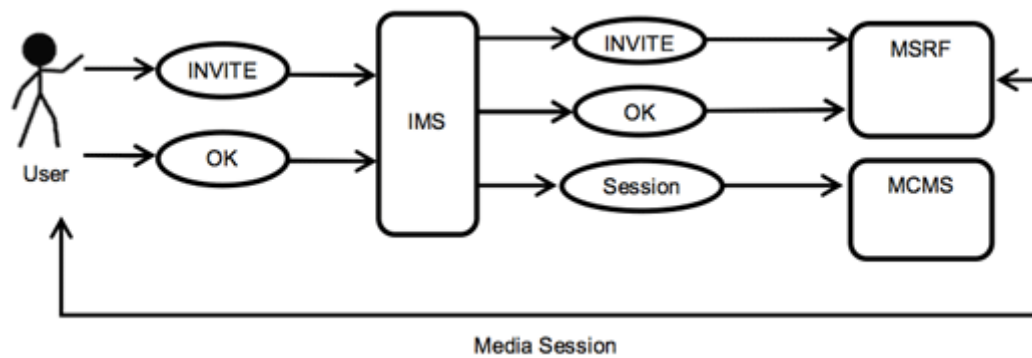 INVITE
INVITE
MSRF
IMS
OK
OK
User
Session
MCMS
Media Session